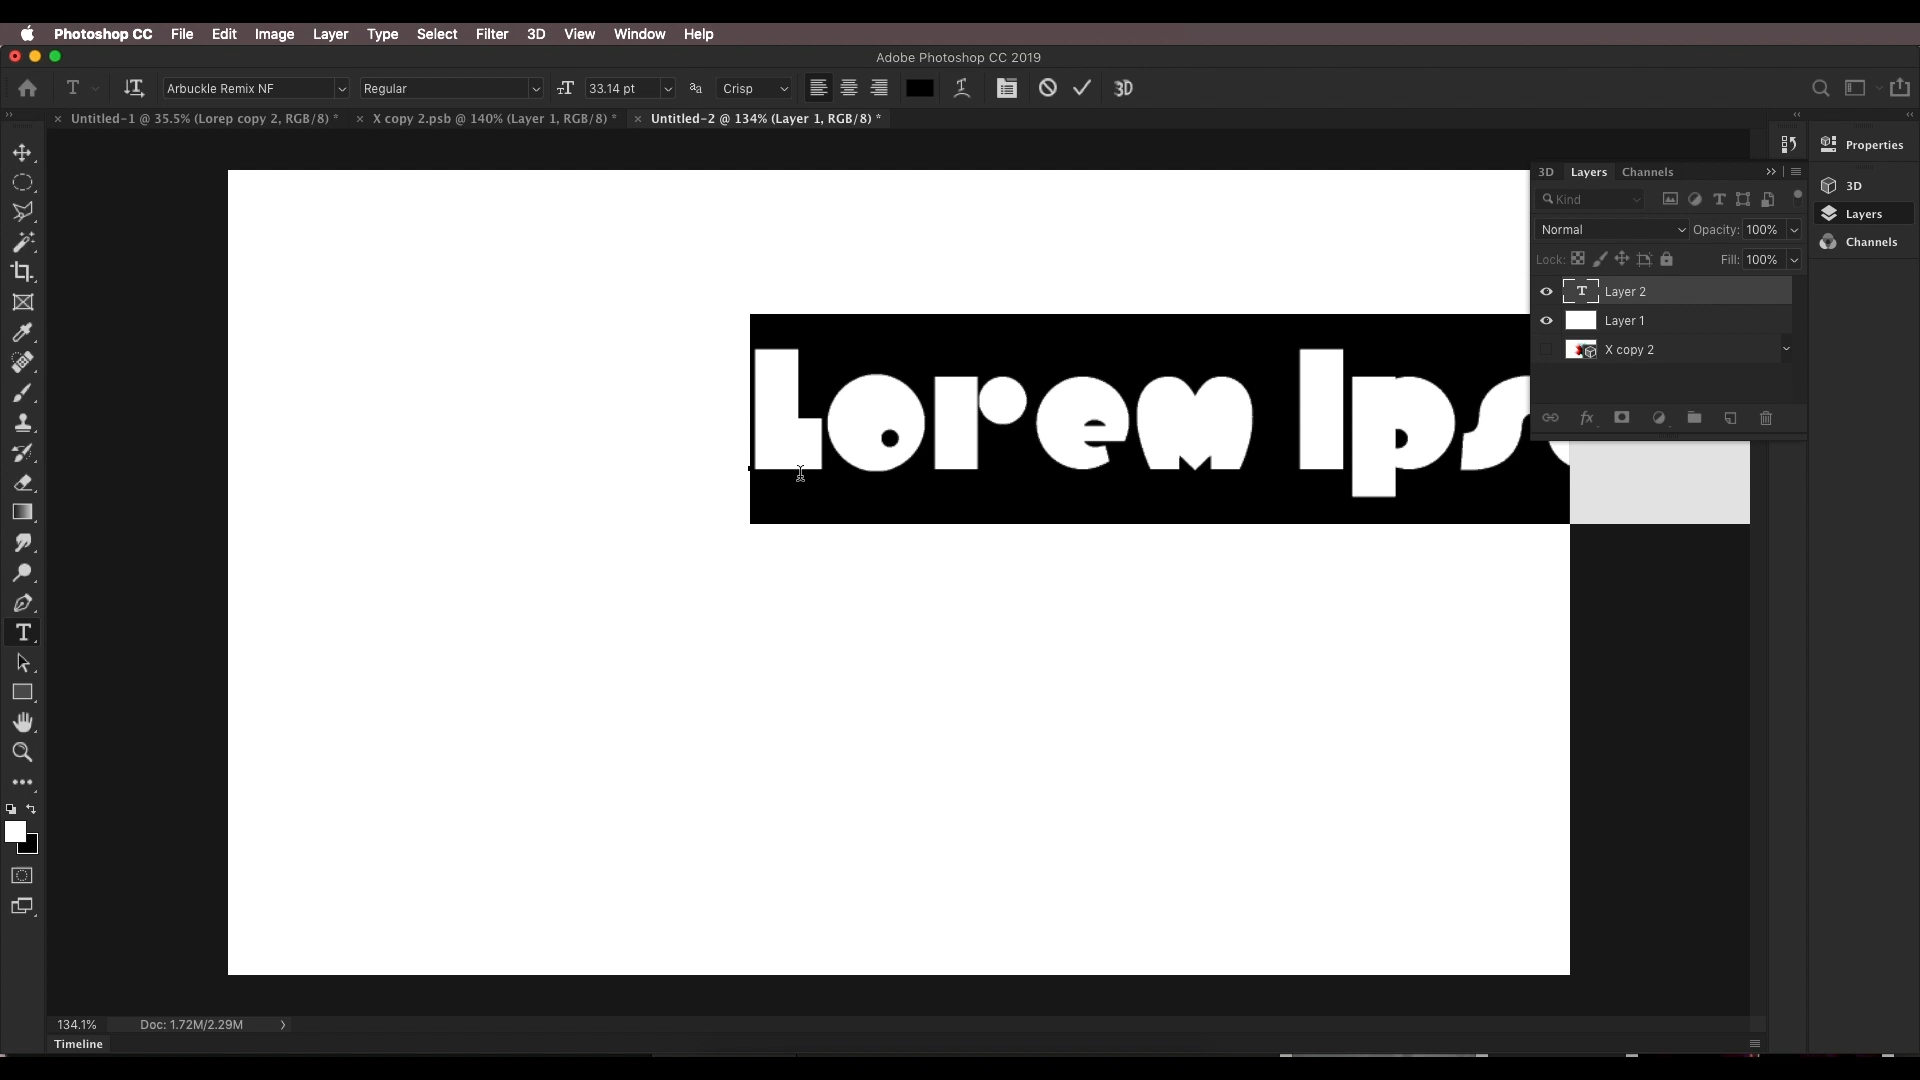 Photoshop CC File Edit Image Layer Type Select Filter 3D View Window Help
Adobe Photoshop CC 2019
T Arbuckle Remix NF Regular 33.14 pt Crisp 3D
Untitled-1 @ 35.5% (Lorep copy 2, RGB/8) * X copy 2.psb @ 140% (Layer 1, RGB/8) * Untitled-2 @ 134% (Layer 1, RGB/8) *
Properties
3D
Layers
Channels
3D Layers Channels
Kind
Normal Opacity: 100%
Lock: Fill: 100%
T Layer 2
Layer 1
X copy 2
fx
Lorem Ips
134.1% Doc: 1.72M/2.29M
Timeline